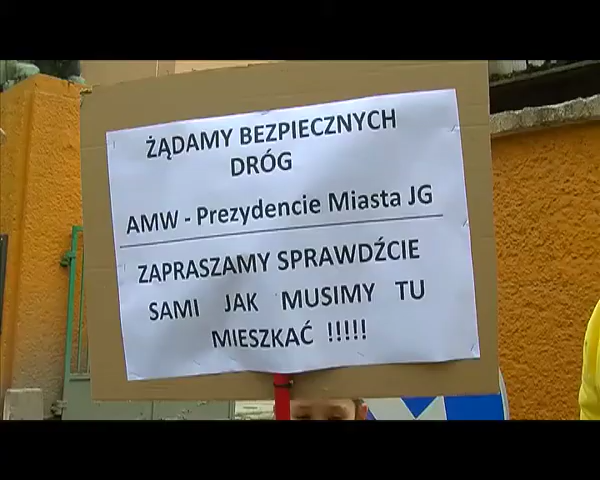 ŻĄDAMY BEZPIECZNYCH
DRÓG
AMW - Prezydencie Miasta JG
ZAPRASZAMY SPRAWDŹCIE
SAMI JAK MUSIMY TU
MIESZKAĆ !!!!!